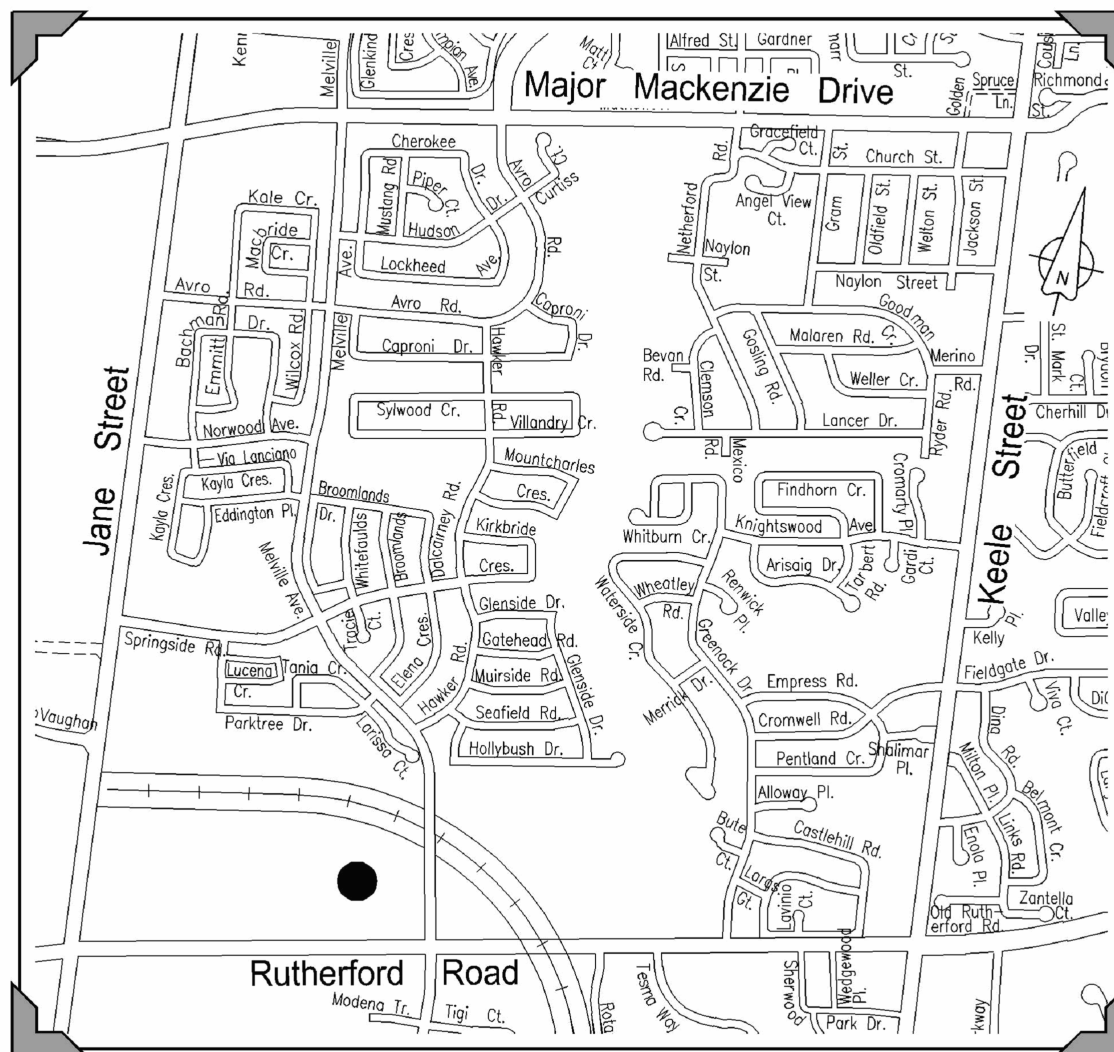 Alfred St.
Gardner
Matt
Ct.
St.
Cres.
Glenkind
Ave.
Melville
Major Mackenzie Drive
Spruce
Ln.
Golden
Ln.
Richmond
St.
Cherokee
Dr.
Mustang Rd
Piper
Ct.
Hudson
Dr.
Avro
Rd.
Curtiss
Ct.
Lockheed
Ave.
Ave.
Kale Cr.
Cr.
Gracefield
Ct.
Church St.
Angel View
Ct.
Gram
St.
Oldfield St.
Welton St.
Jackson St.
Netherford
Rd.
Naylon
St.
Naylon Street
N
Avro Rd.
Avro Rd.
Melville
Caproni
Dr.
Caproni Dr.
Hawker
Rd.
Bachman
Rd.
Dr.
Emmitt
Wilcox Rd.
Goodman
Cr.
Malaren Rd.
Merino
Rd.
Weller Cr.
Bevan
Rd.
Clemson
Cr.
Gosling Rd.
Lancer Dr.
Ryder Rd.
Mexico
Rd.
St. Mark
Dr.
Ct.
Cherhill
Butterfield
Fieldcroft
Jane Street
Keele Street
Sylwood Cr.
Villandry Cr.
Norwood Ave.
Via Lanciano
Kayla Cres.
Kayla Cres.
Eddington Pl.
Broomlands
Dr.
Whitefaulds
Broomlands
Dalcairney Rd.
Mountcharles
Cres.
Kirkbride
Cres.
Melville Ave.
Findhorn Cr.
Cromarty Pl.
Knightswood
Ave.
Whitburn Cr.
Arisaig Dr.
Tarbert
Rd.
Gardi
Ct.
Wheatley
Rd.
Renwick
Pl.
Waterside Cr.
Greenock Dr.
Merrick Dr.
Kelly
Pl.
Valley
Tracie
Ct.
Glenside Dr.
Gatehead Rd.
Muirside Rd.
Seafield Rd.
Hollybush Dr.
Glenside Dr.
Elena Cres.
Hawker Rd.
Springside Rd.
Lucena
Cr.
Tania Cr.
Parktree Dr.
Larissa Ct.
Vaughan
Fieldgate Dr.
Empress Rd.
Cromwell Rd.
Pentland Cr.
Shalimar
Pl.
Viva Ct.
Dina
Rd.
Milton Pl.
Belmont Cr.
Links Rd.
Enola Pl.
Alloway Pl.
Bute
Ct.
Castlehill Rd.
Largs
Gt.
Lavinio
Ct.
Zantella
Ct.
Old Ruth-
erford Rd.
Rutherford Road
Modena Tr.
Tigi Ct.
Tesma Way
Sherwood
Wedgewood
Pl.
Park Dr.